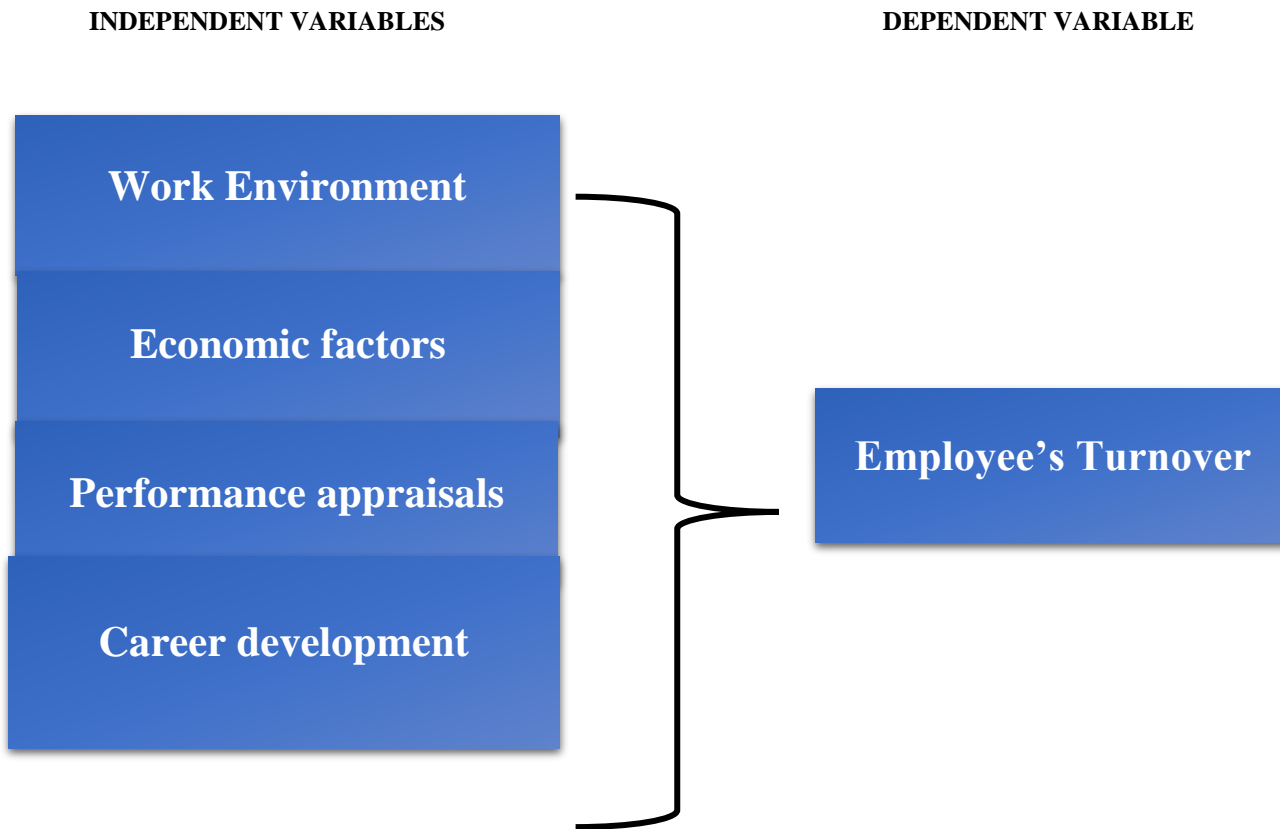 INDEPENDENT VARIABLES
DEPENDENT VARIABLE
Work Environment
Economic factors
Performance appraisals
Career development
Employee’s Turnover